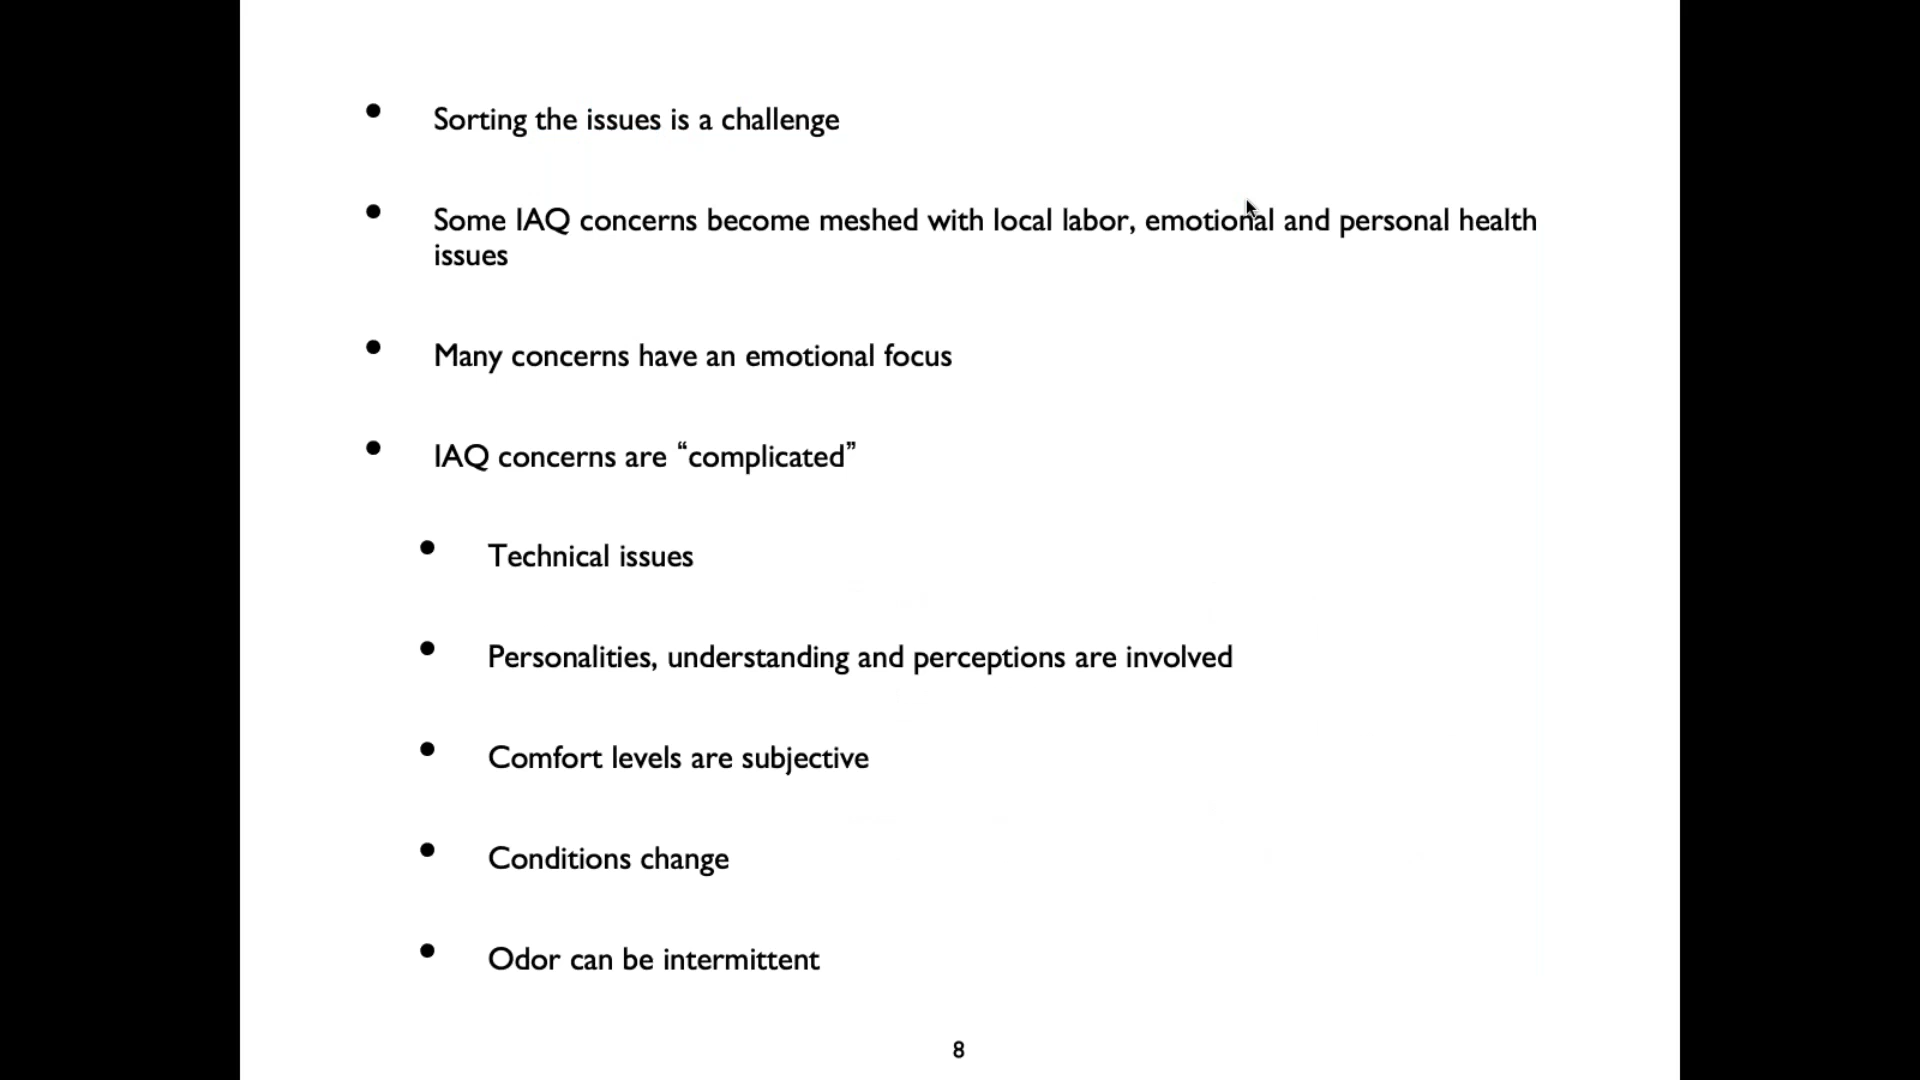 • Sorting the issues is a challenge
• Some IAQ concerns become meshed with local labor, emotional and personal health
issues
• Many concerns have an emotional focus
• IAQ concerns are “complicated”
• Technical issues
• Personalities, understanding and perceptions are involved
• Comfort levels are subjective
• Conditions change
• Odor can be intermittent
8